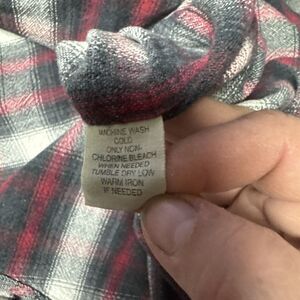 MACHINE WASH
COLD
ONLY NON-
CHLORINE BLEACH
WHEN NEEDED
TUMBLE DRY LOW
WARM IRON
IF NEEDED